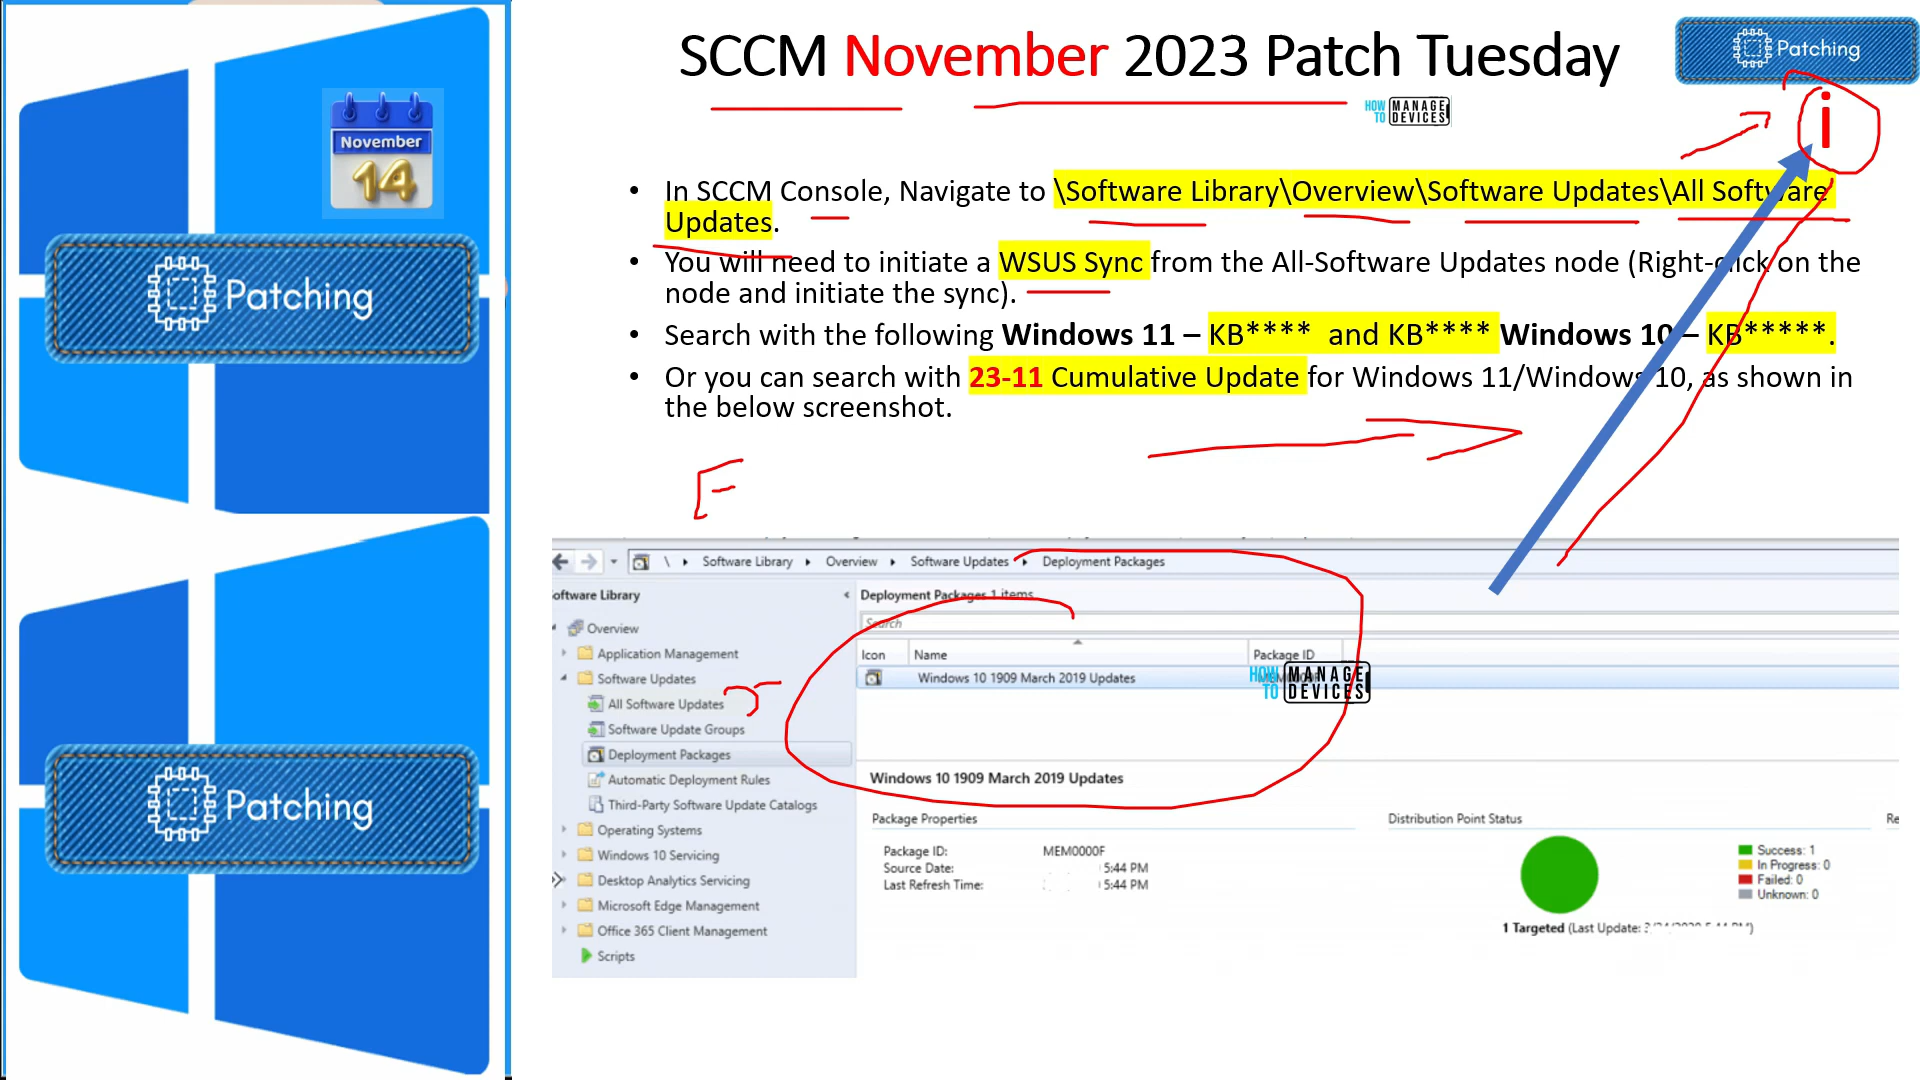 SCCM November 2023 Patch Tuesday
Patching
HOW TO MANAGE DEVICES
i
November
14
Patching
Patching
• In SCCM Console, Navigate to \Software Library\Overview\Software Updates\All Software
Updates.
• You will need to initiate a WSUS Sync from the All-Software Updates node (Right-click on the
node and initiate the sync).
• Search with the following Windows 11 – KB**** and KB**** Windows 10 – KB*****.
• Or you can search with 23-11 Cumulative Update for Windows 11/Windows 10, as shown in
the below screenshot.
\ Software Library Overview Software Updates Deployment Packages
oftware Library
Overview
Application Management
Software Updates
All Software Updates
Software Update Groups
Deployment Packages
Automatic Deployment Rules
Third-Party Software Update Catalogs
Operating Systems
Windows 10 Servicing
Desktop Analytics Servicing
Microsoft Edge Management
Office 365 Client Management
Scripts
Deployment Packages 1 items
Search
Icon Name Package ID
Windows 10 1909 March 2019 Updates
HOW TO MANAGE DEVICES
Windows 10 1909 March 2019 Updates
Package Properties
Package ID: MEM0000F
Source Date: 5:44 PM
Last Refresh Time: 5:44 PM
Distribution Point Status
Success: 1
In Progress: 0
Failed: 0
Unknown: 0
1 Targeted (Last Update:
Re